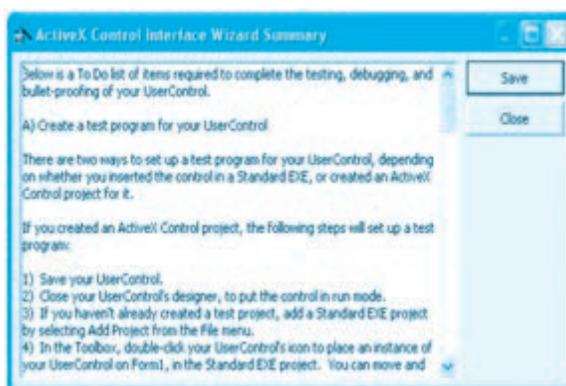 ActiveX Control Interface Wizard Summary
Below is a To Do list of items required to complete the testing, debugging, and
bullet-proofing of your UserControl.
A) Create a test program for your UserControl
There are two ways to set up a test program for your UserControl, depending
on whether you inserted the control in a Standard EXE, or created an ActiveX
Control project for it.
If you created an ActiveX Control project, the following steps will set up a test
program:
1) Save your UserControl.
2) Close your UserControl's designer, to put the control in run mode.
3) If you haven't already created a test project, add a Standard EXE project
by selecting Add Project from the File menu.
4) In the Toolbox, double-click your UserControl's icon to place an instance of
your UserControl on Form1, in the Standard EXE project. You can move and
Save
Close